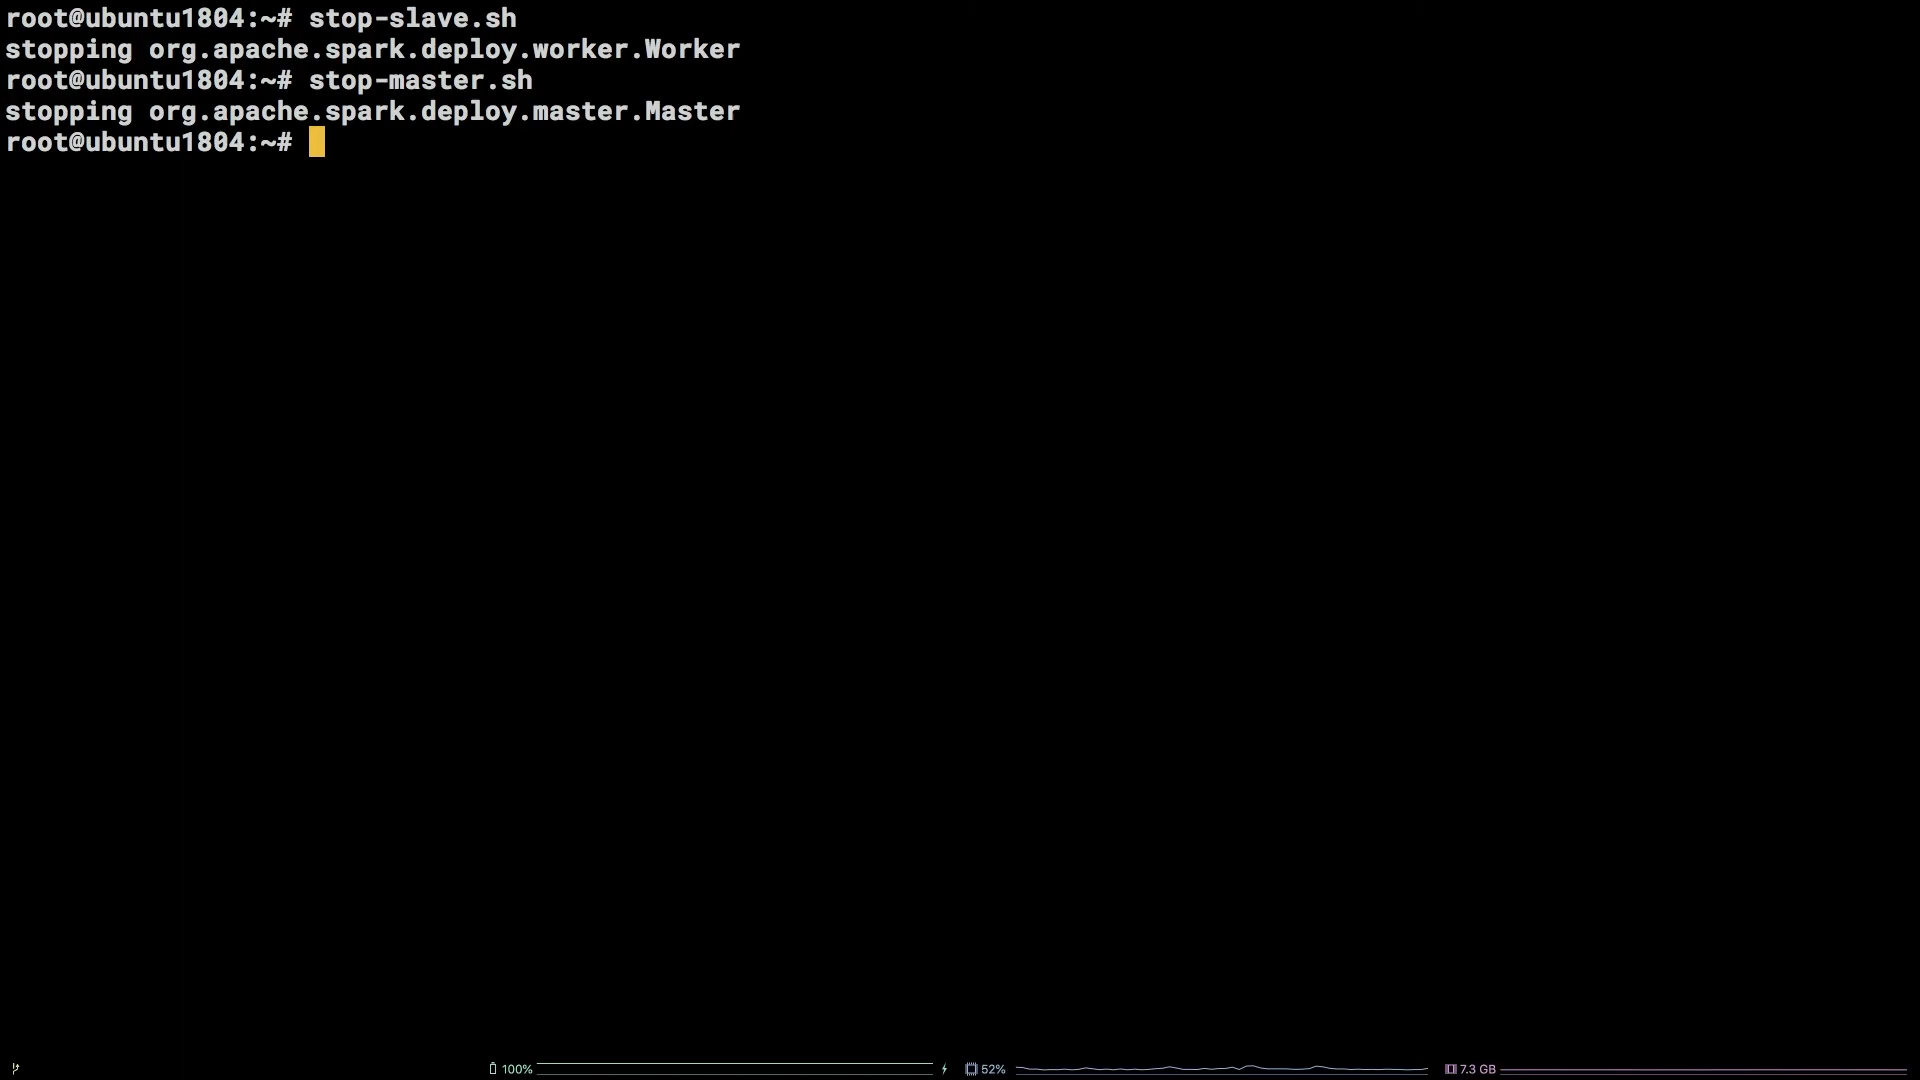 root@ubuntu1804:~# stop-slave.sh
stopping org.apache.spark.deploy.worker.Worker
root@ubuntu1804:~# stop-master.sh
stopping org.apache.spark.deploy.master.Master
root@ubuntu1804:~#
100% 52% 7.3 GB